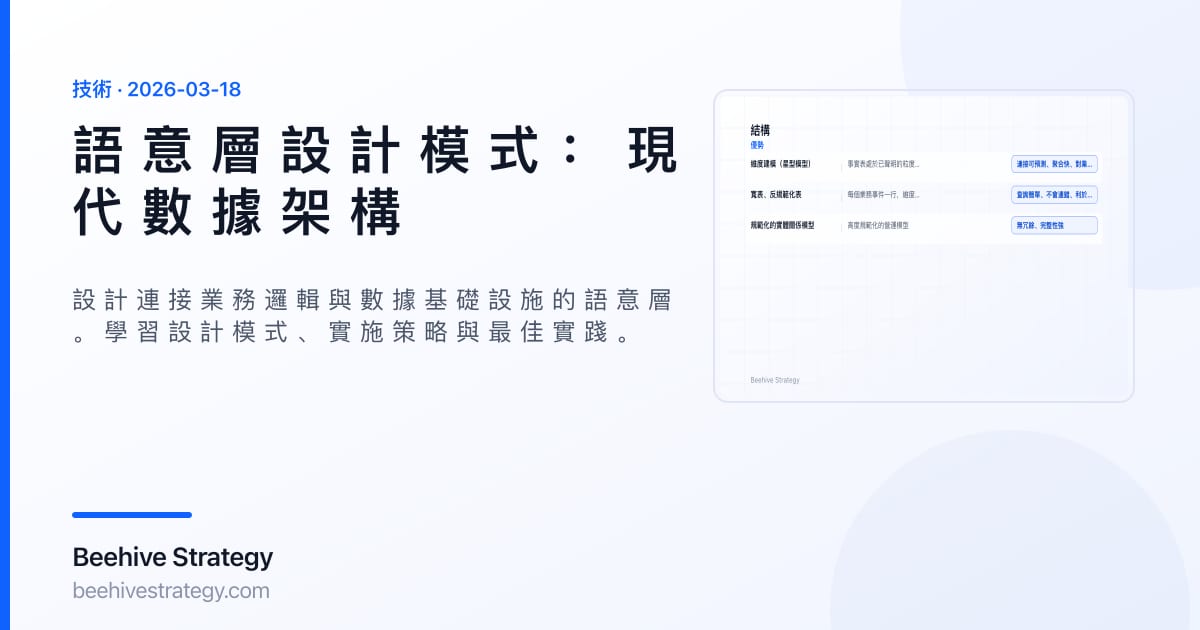 技術 · 2026-03-18
語意層設計模式： 現
代數據架構
設計連接業務邏輯與數據基礎設施的語意層
。學習設計模式、實施策略與最佳實踐。
結構
優勢
維度建模（星型模型） 事實表處於已聲明的粒度... 連接可預測、聚合快、對業...
寬表、反規範化表 每個業務事件一行，維度... 查詢簡單、不會連錯、利於...
規範化的實體關係模型 高度規範化的營運模型 無冗餘、完整性強
Beehive Strategy
Beehive Strategy
beehivestrategy.com